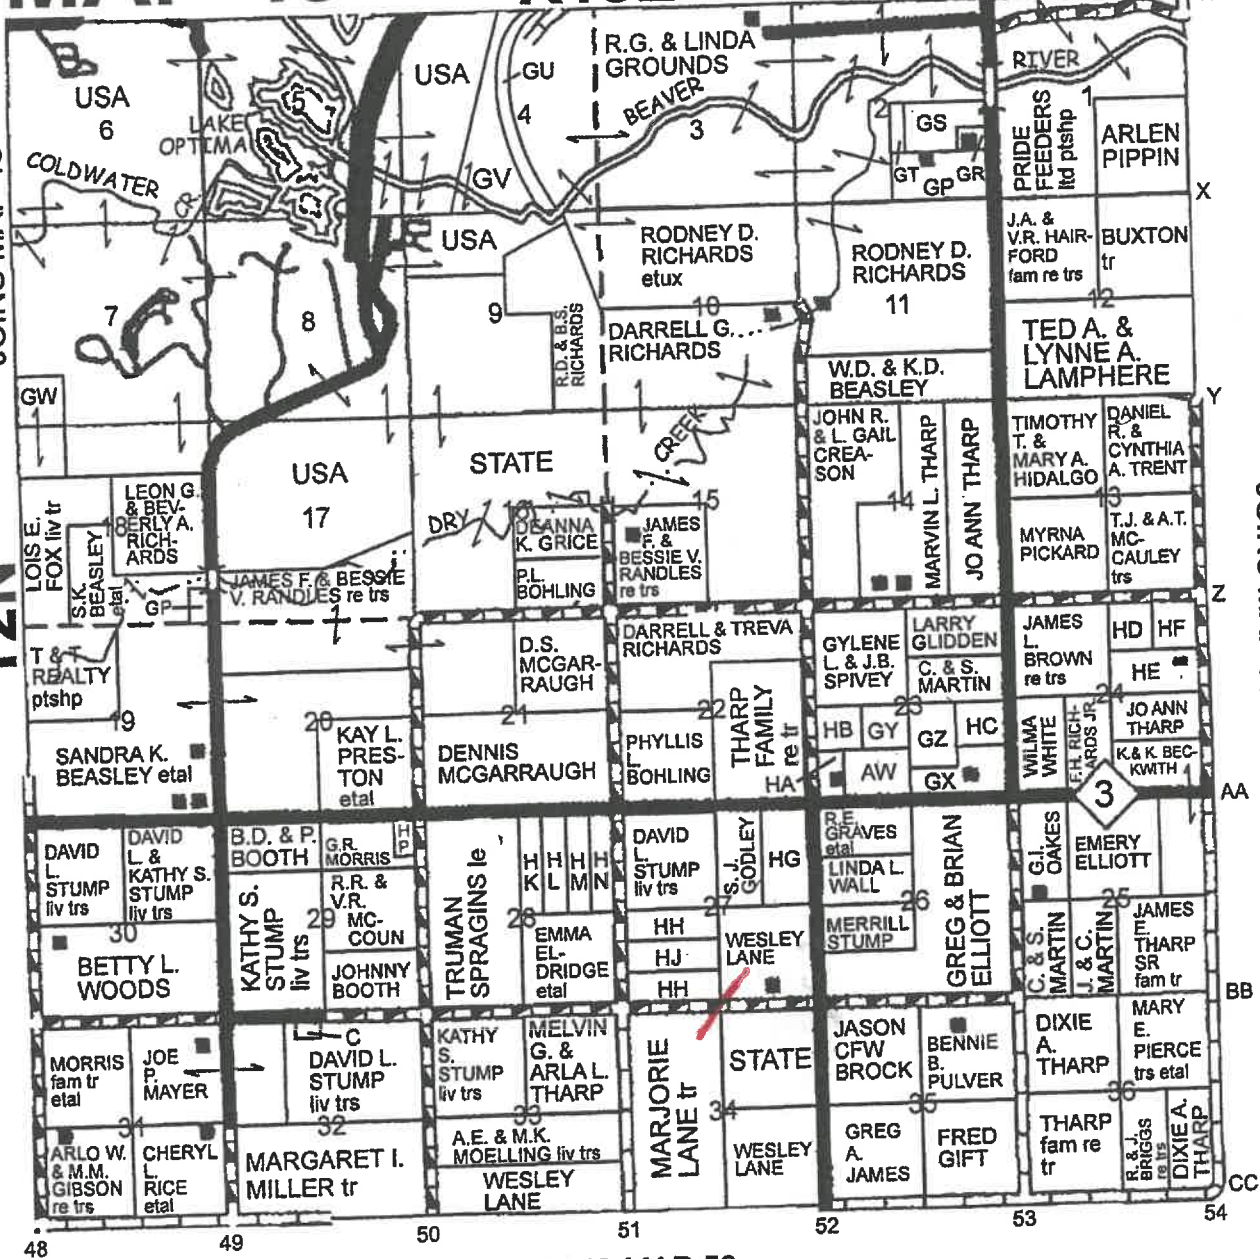 USA
6
5
LAKE
OPTIMA
COLDWATER
CR
USA
GU
4
GV
R.G. & LINDA
GROUNDS
BEAVER
3
RIVER
2
GS
GT
GP
GR
PRIDE
FEEDERS
ltd ptshp
1
ARLEN
PIPPIN
X
7
8
USA
9
R.D. & B.S.
RICHARDS
RODNEY D.
RICHARDS
etux
10
DARRELL G.
RICHARDS
RODNEY D.
RICHARDS
11
W.D. & K.D.
BEASLEY
J.A. &
V.R. HAIR-
FORD
fam re trs
BUXTON
tr
12
TED A. &
LYNNE A.
LAMPHERE
Y
GW
LOIS E.
FOX liv tr
S.K.
BEASLEY
etal
18
LEON G.
& BEV-
ERLY A.
RICH-
ARDS
GP
USA
17
JAMES F. & BESSIE
V. RANDLES re trs
STATE
DRY
CREEK
16
DEANNA
K. GRICE
P.L.
BOHLING
15
JAMES
F. &
BESSIE V.
RANDLES
re trs
JOHN R.
& L. GAIL
CREA-
SON
14
MARVIN L. THARP
JO ANN THARP
TIMOTHY
T. &
MARY A.
HIDALGO
DANIEL
R. &
CYNTHIA
A. TRENT
13
MYRNA
PICKARD
T.J. & A.T.
MC-
CAULEY
trs
Z
T & T
REALTY
ptshp
19
SANDRA K.
BEASLEY etal
20
KAY L.
PRES-
TON
etal
D.S.
MCGAR-
RAUGH
21
DENNIS
MCGARRAUGH
DARRELL & TREVA
RICHARDS
22
PHYLLIS
L.
BOHLING
THARP
FAMILY
re tr
HA
GYLENE
L. & J.B.
SPIVEY
LARRY
GLIDDEN
C. & S.
MARTIN
23
HB
GY
GZ
HC
AW
GX
JAMES
L.
BROWN
re trs
HD
HF
HE
24
WILMA
WHITE
F.H. RICH-
ARDS JR.
JO ANN
THARP
K.& K. BEC-
KWITH
3
AA
DAVID
L.
STUMP
liv trs
DAVID
L. &
KATHY S.
STUMP
liv trs
30
BETTY L.
WOODS
B.D. & P.
BOOTH
G.R.
MORRIS
HP
KATHY S.
STUMP
liv trs
29
R.R. &
V.R.
MC-
COUN
JOHNNY
BOOTH
TRUMAN
SPRAGINS le
28
HK
HL
HM
HN
EMMA
EL-
DRIDGE
etal
DAVID
L.
STUMP
liv trs
S. J.
GODLEY
HG
27
HH
HJ
HH
WESLEY
LANE
R.E.
GRAVES
etal
LINDA L.
WALL
26
MERRILL
STUMP
GREG & BRIAN
ELLIOTT
G.I.
OAKES
EMERY
ELLIOTT
25
C. & S.
MARTIN
J. & C.
MARTIN
JAMES
E.
THARP
SR
fam tr
BB
MORRIS
fam tr
etal
JOE
P.
MAYER
31
ARLO W.
& M.M.
GIBSON
re trs
CHERYL
L.
RICE
etal
C
DAVID L.
STUMP
liv trs
32
MARGARET I.
MILLER tr
KATHY
S.
STUMP
liv trs
MELVIN
G. &
ARLA L.
THARP
33
A.E. & M.K.
MOELLING liv trs
WESLEY
LANE
MARJORIE
LANE tr
STATE
34
WESLEY
LANE
JASON
CFW
BROCK
BENNIE
B.
PULVER
35
GREG
A.
JAMES
FRED
GIFT
DIXIE
A.
THARP
MARY
E.
PIERCE
trs etal
36
THARP
fam re
tr
R. & J.
BRIGGS
re trs
DIXIE A.
THARP
CC
48
49
50
51
52
53
54